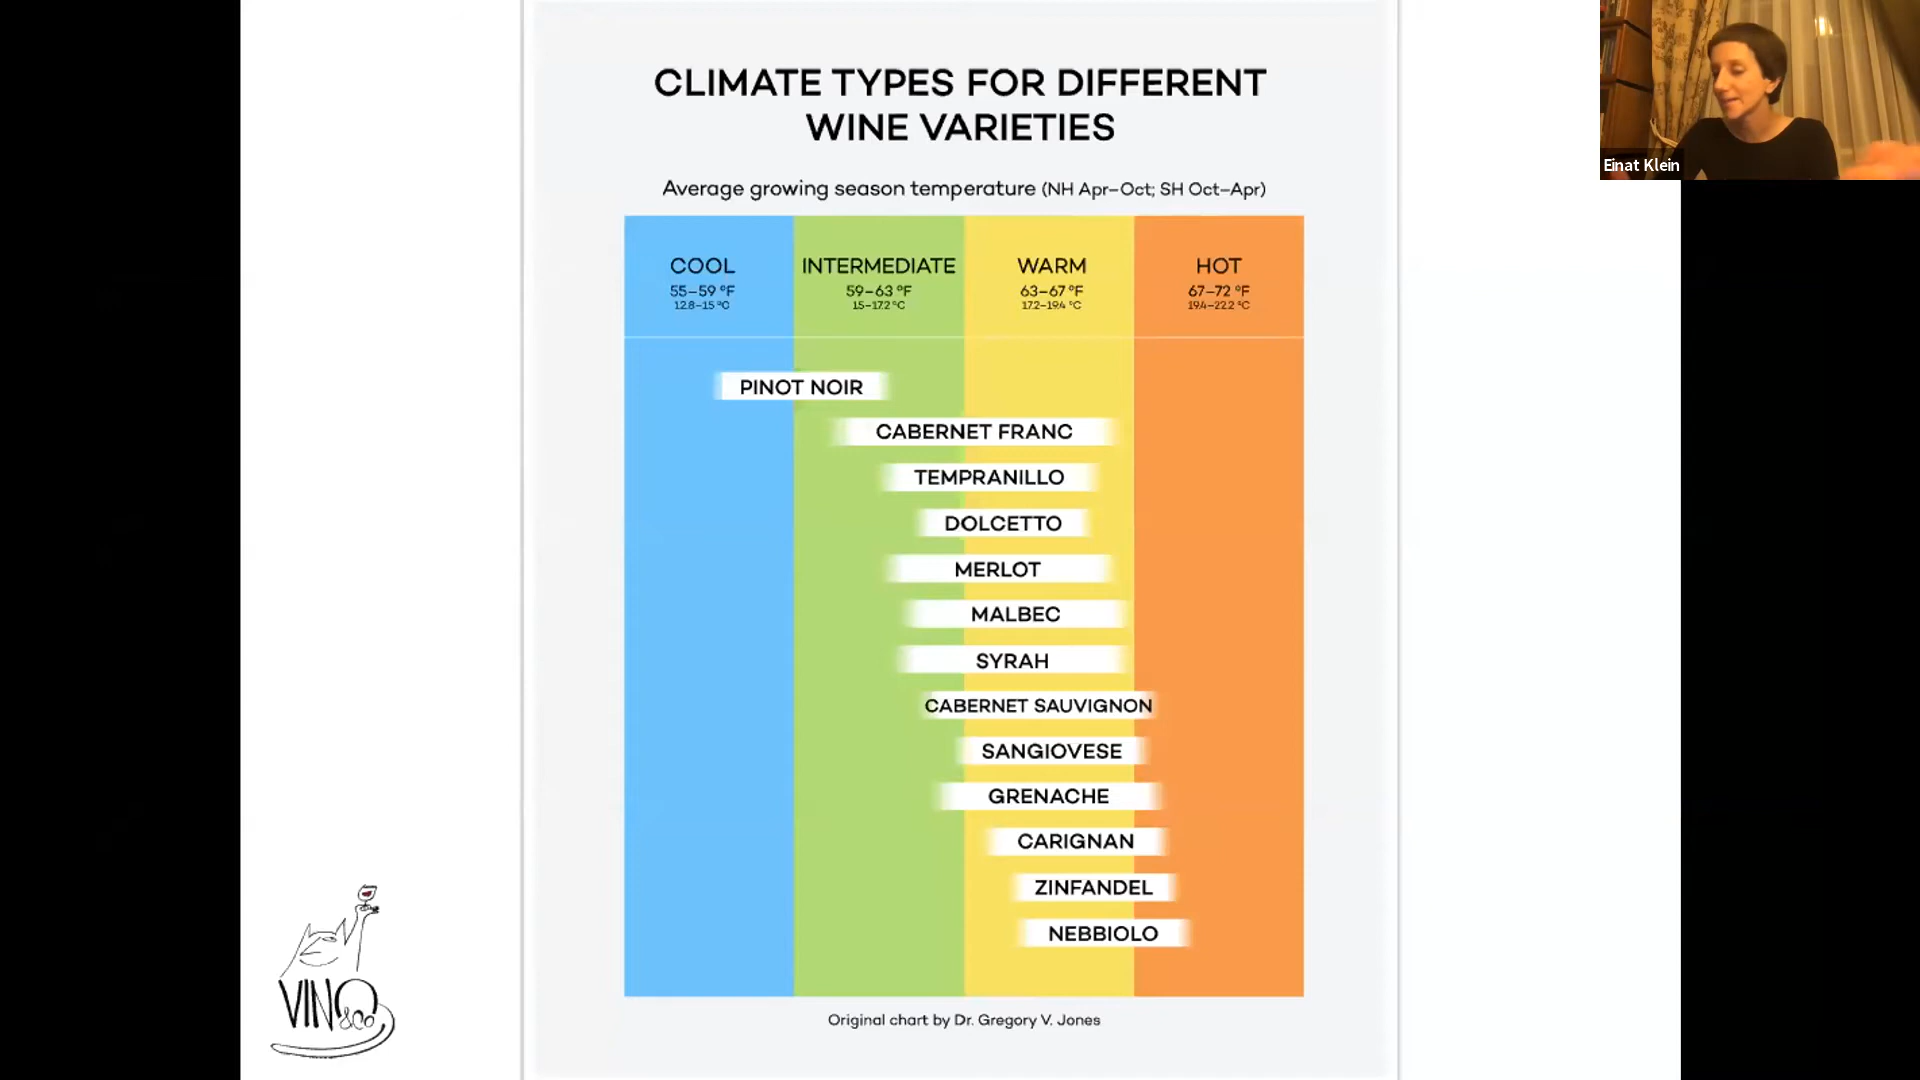 CLIMATE TYPES FOR DIFFERENT
WINE VARIETIES
Average growing season temperature (NH Apr–Oct; SH Oct–Apr)
COOL
55–59 °F
12.8–15 °C
INTERMEDIATE
59–63 °F
15–17.2 °C
WARM
63–67 °F
17.2–19.4 °C
HOT
67–72 °F
19.4–22.2 °C
PINOT NOIR
CABERNET FRANC
TEMPRANILLO
DOLCETTO
MERLOT
MALBEC
SYRAH
CABERNET SAUVIGNON
SANGIOVESE
GRENACHE
CARIGNAN
ZINFANDEL
NEBBIOLO
Original chart by Dr. Gregory V. Jones
VINO
&Co
Einat Klein